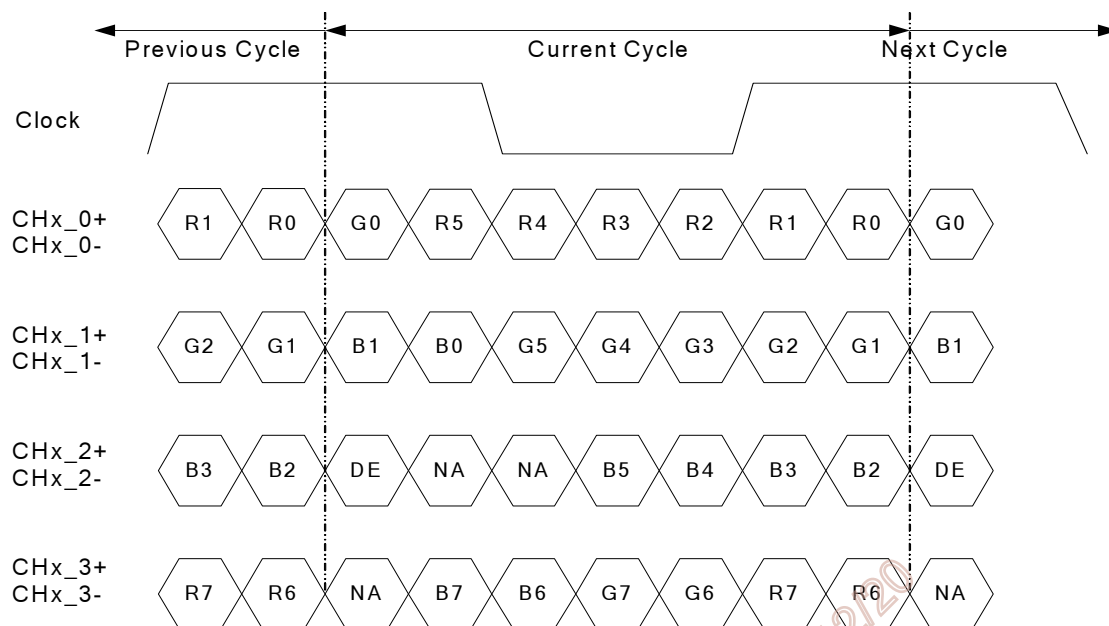 Previous Cycle Current Cycle Next Cycle
Clock
CHx_0+
CHx_0-
R1 R0 G0 R5 R4 R3 R2 R1 R0 G0
CHx_1+
CHx_1-
G2 G1 B1 B0 G5 G4 G3 G2 G1 B1
CHx_2+
CHx_2-
B3 B2 DE NA NA B5 B4 B3 B2 DE
CHx_3+
CHx_3-
R7 R6 NA B7 B6 G7 G6 R7 R6 NA